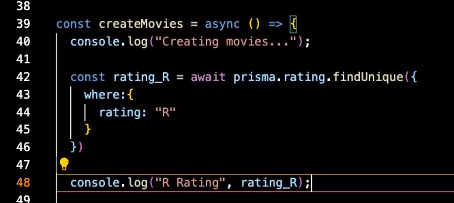 38
39 const createMovies = async () => {
40 console.log("Creating movies...");
41
42 const rating_R = await prisma.rating.findUnique({
43 where:{
44 rating: "R"
45 }
46 })
47
48 console.log("R Rating", rating_R);
49